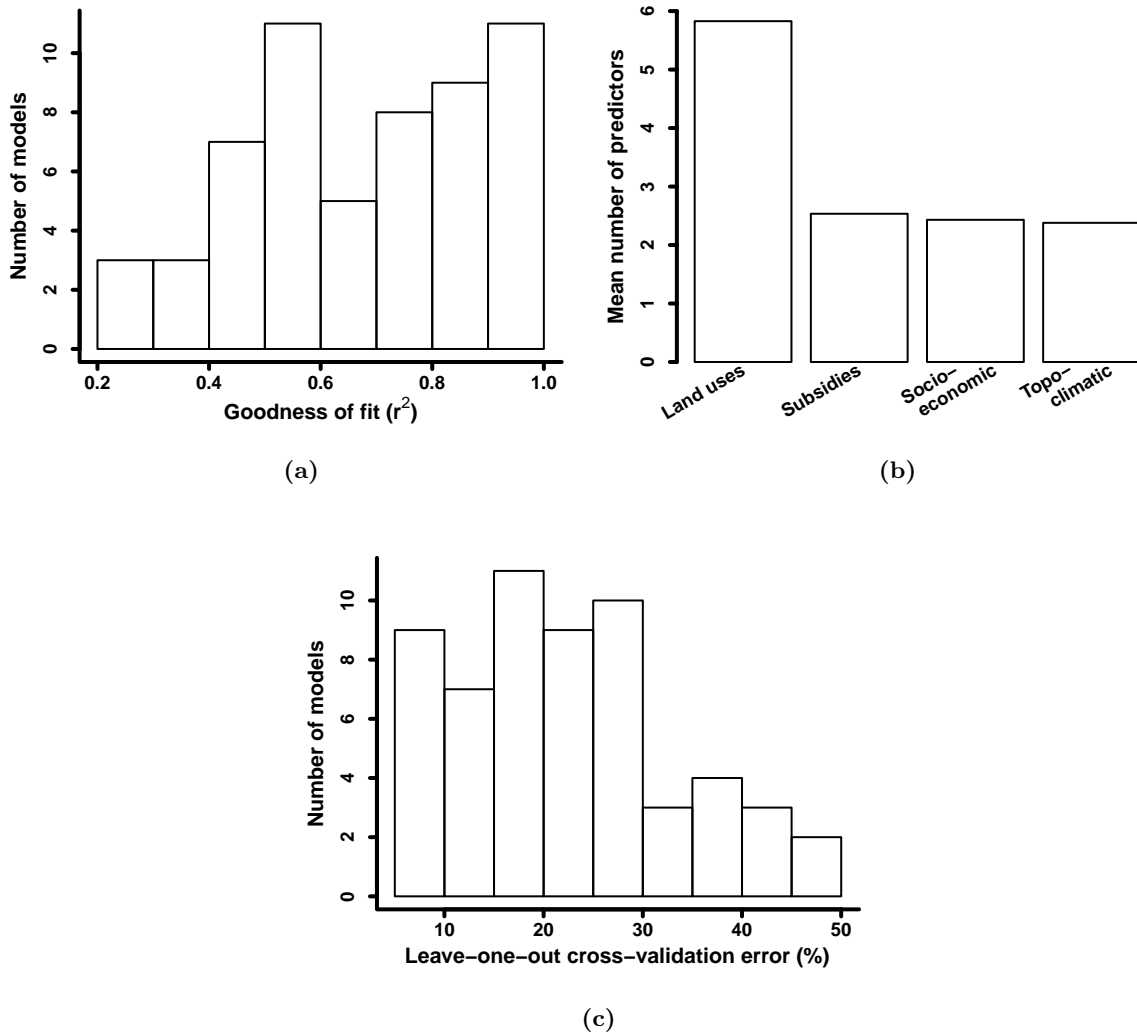 Number of models
0
2
4
6
8
10
0.2
0.4
0.6
0.8
1.0
Goodness of fit (r²)
(a)
Mean number of predictors
0
1
2
3
4
5
6
Land uses
Subsidies
Socio−
economic
Topo−
climatic
(b)
Number of models
0
2
4
6
8
10
10
20
30
40
50
Leave−one−out cross−validation error (%)
(c)